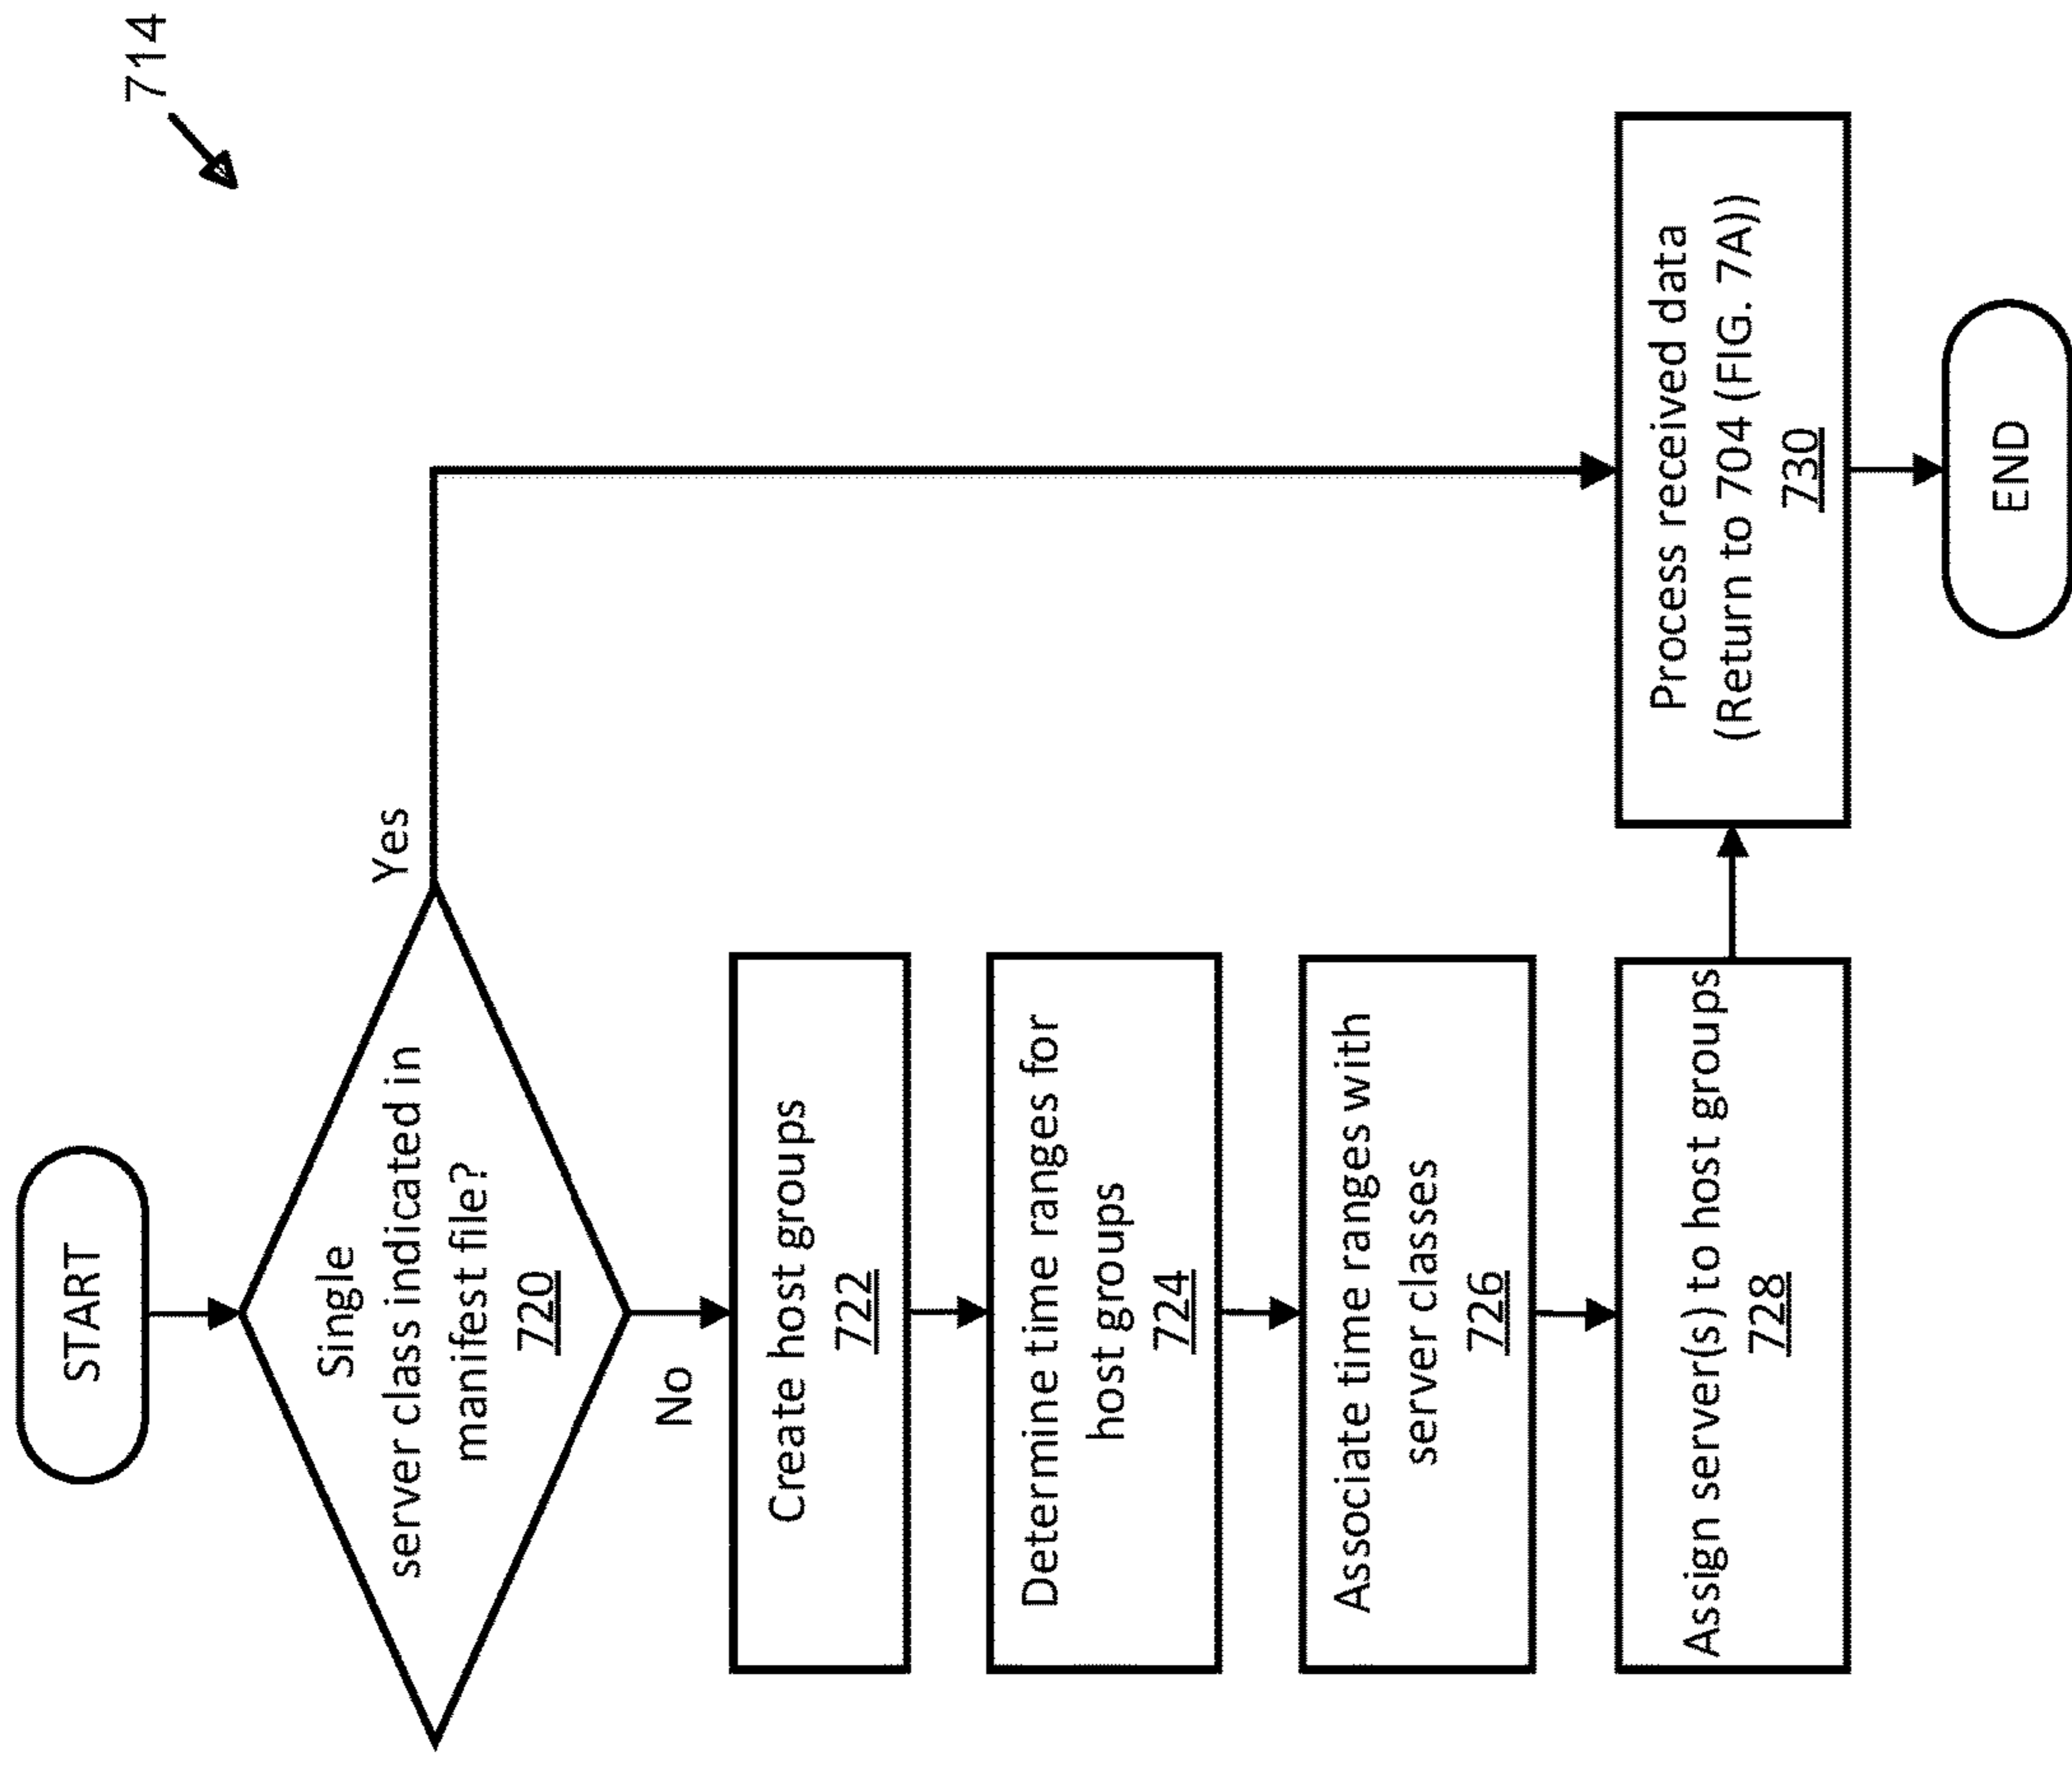 714
START
Single
server class indicated in
manifest file?
720
Yes
No
Create host groups
722
Determine time ranges for
host groups
724
Associate time ranges with
server classes
726
Assign server(s) to host groups
728
Process received data
(Return to 704 (FIG. 7A))
730
END